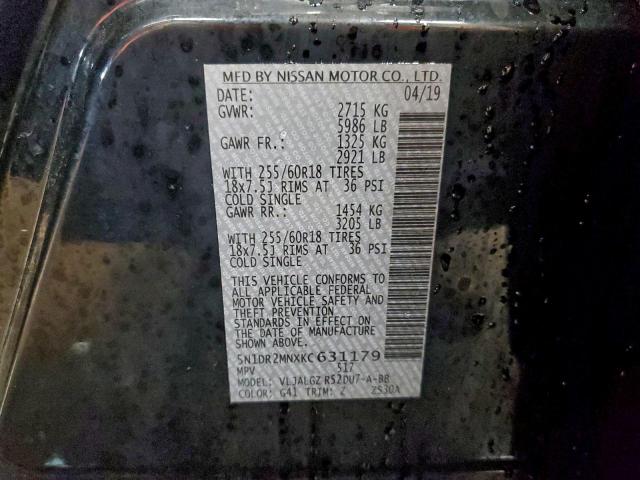 MFD BY NISSAN MOTOR CO., LTD.
DATE: 04/19
GVWR: 2715 KG
5986 LB
GAWR FR.: 1325 KG
2921 LB
WITH 255/60R18 TIRES
18x7.5J RIMS AT 36 PSI
COLD SINGLE
GAWR RR.: 1454 KG
3205 LB
WITH 255/60R18 TIRES
18x7.5J RIMS AT 36 PSI
COLD SINGLE
THIS VEHICLE CONFORMS TO
ALL APPLICABLE FEDERAL
MOTOR VEHICLE SAFETY AND
THEFT PREVENTION
STANDARDS IN EFFECT ON
THE DATE OF MANUFACTURE
SHOWN ABOVE.
5N1DR2MNXKC631179
MPV 517
MODEL: VLJALGZ R52DU7-A-BB
COLOR: G41 TRIM: Z ZS30A